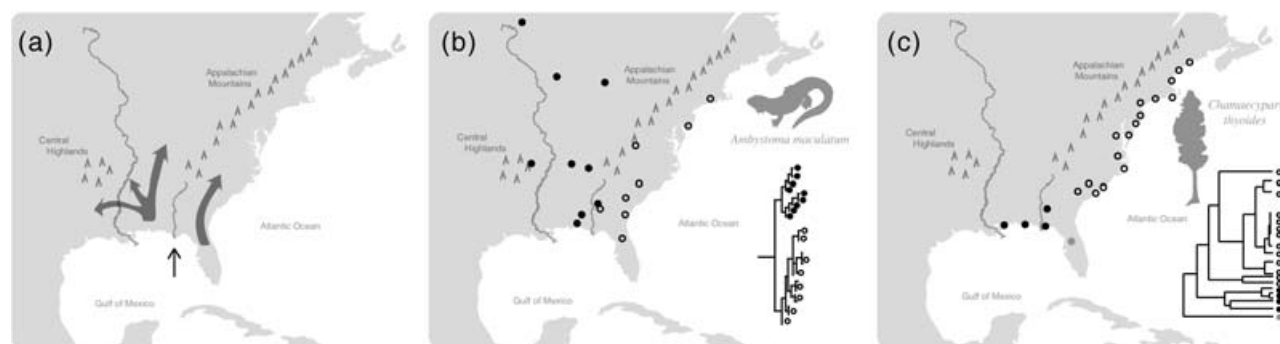 (a)
Appalachian
Mountains
Central
Highlands
Atlantic Ocean
Gulf of Mexico
(b)
Appalachian
Mountains
Ambystoma maculatum
Central
Highlands
Atlantic Ocean
Gulf of Mexico
(c)
Appalachian
Mountains
Chamaecypari
thyoides
Central
Highlands
Atlantic Ocean
Gulf of Mexico